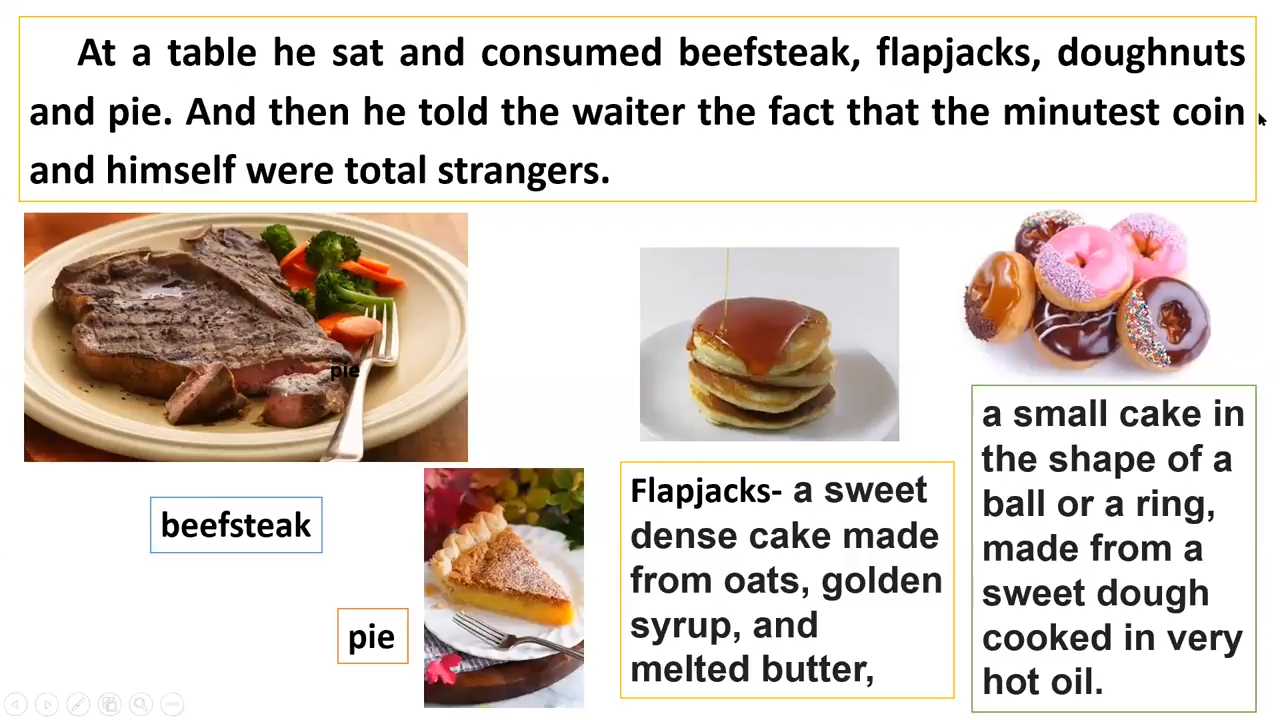 At a table he sat and consumed beefsteak, flapjacks, doughnuts
and pie. And then he told the waiter the fact that the minutest coin
and himself were total strangers.
pie
beefsteak
pie
Flapjacks- a sweet
dense cake made
from oats, golden
syrup, and
melted butter,
a small cake in
the shape of a
ball or a ring,
made from a
sweet dough
cooked in very
hot oil.